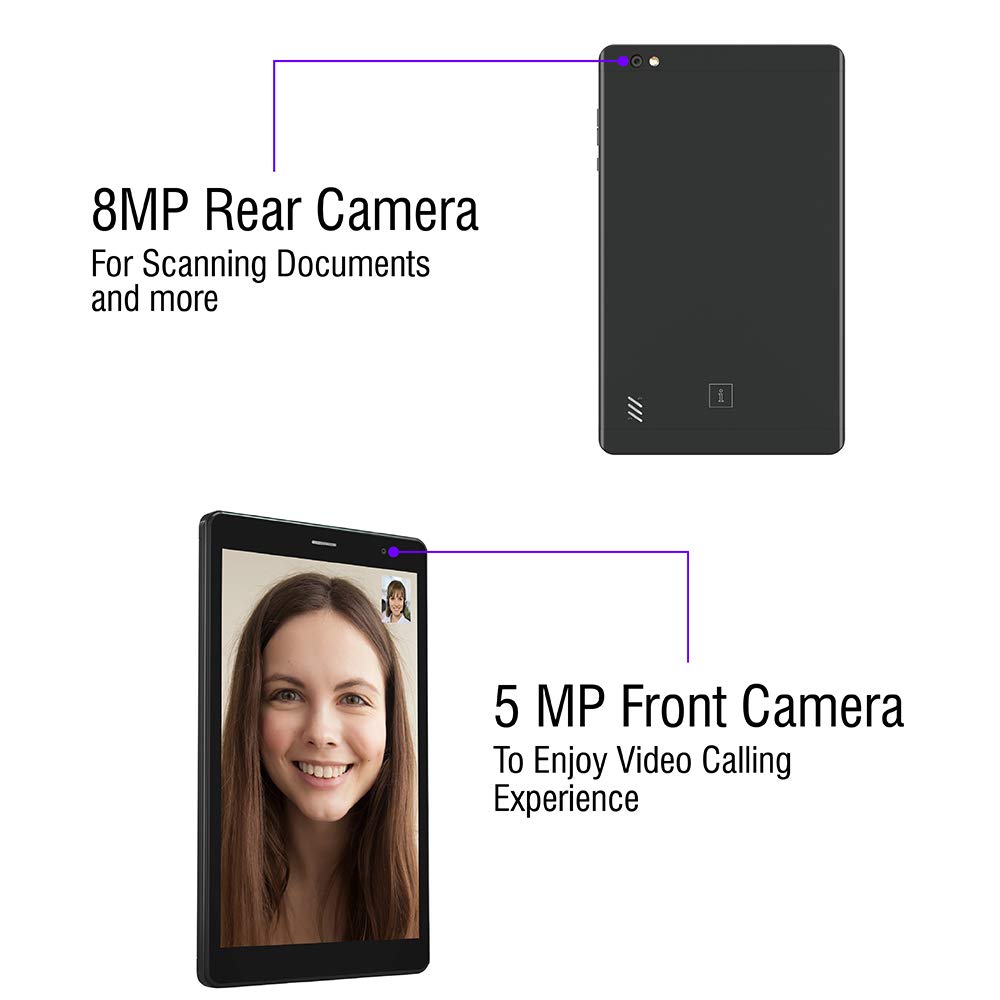 8MP Rear Camera
For Scanning Documents
and more
5 MP Front Camera
To Enjoy Video Calling
Experience